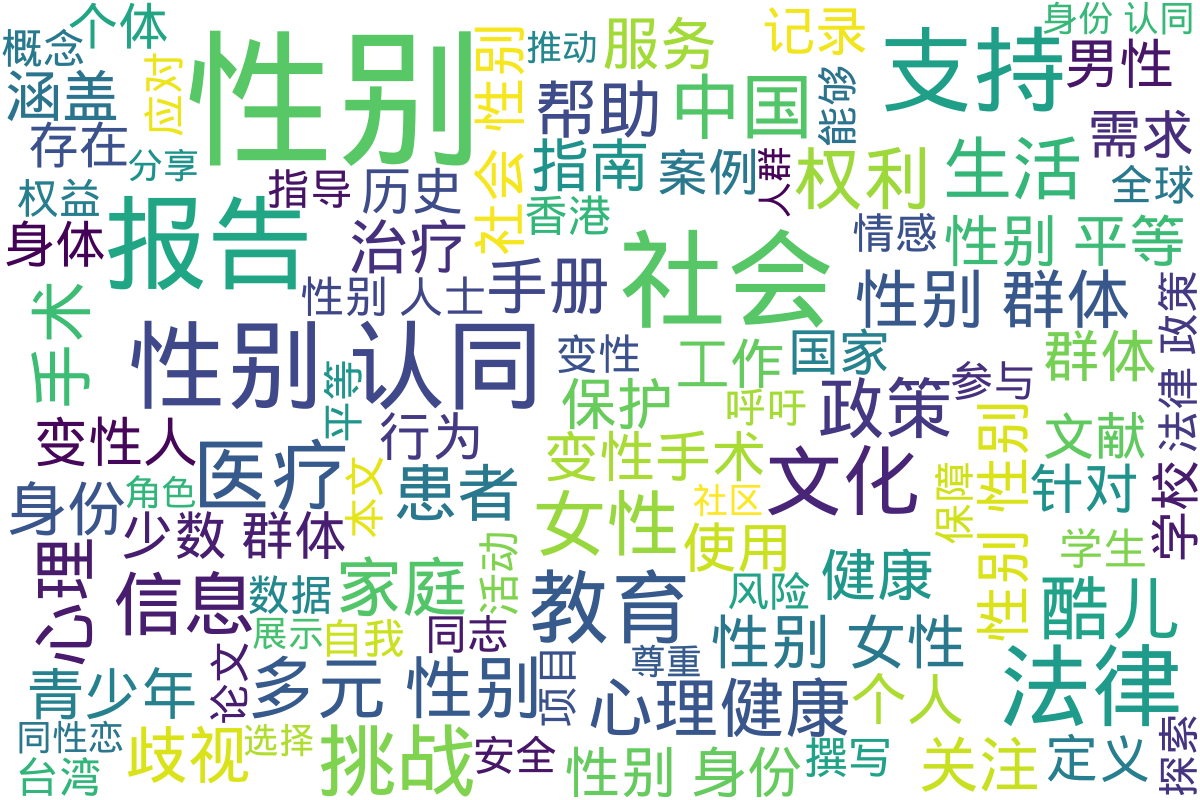 个体
概念
涵盖
应对
性别
社会 性别
推动
服务
记录
支持
身份 认同
男性
存在
分享
帮助
中国
能够
需求
权益
指导
历史
指南
案例
人群
权利
生活
全球
身体
报告
治疗
香港
社会
情感
性别 平等
手术
性别 人士
手册
性别 群体
法律 政策
性别 认同
变性
工作
国家
群体
平等
保护
呼吁
政策
参与
变性人
行为
变性手术
文化
性别 性别
文献
医疗
本文
患者
社区
保障
针对
学校
身份
角色
少数 群体
女性
使用
学生
心理
信息
数据
家庭
活动
教育
风险
健康
酷儿
展示
自我
同志
性别 女性
法律
青少年
论文
多元 性别
项目
尊重
心理健康
个人
同性恋
台湾
歧视
选择
挑战
安全
性别 身份
撰写
关注
定义
探索